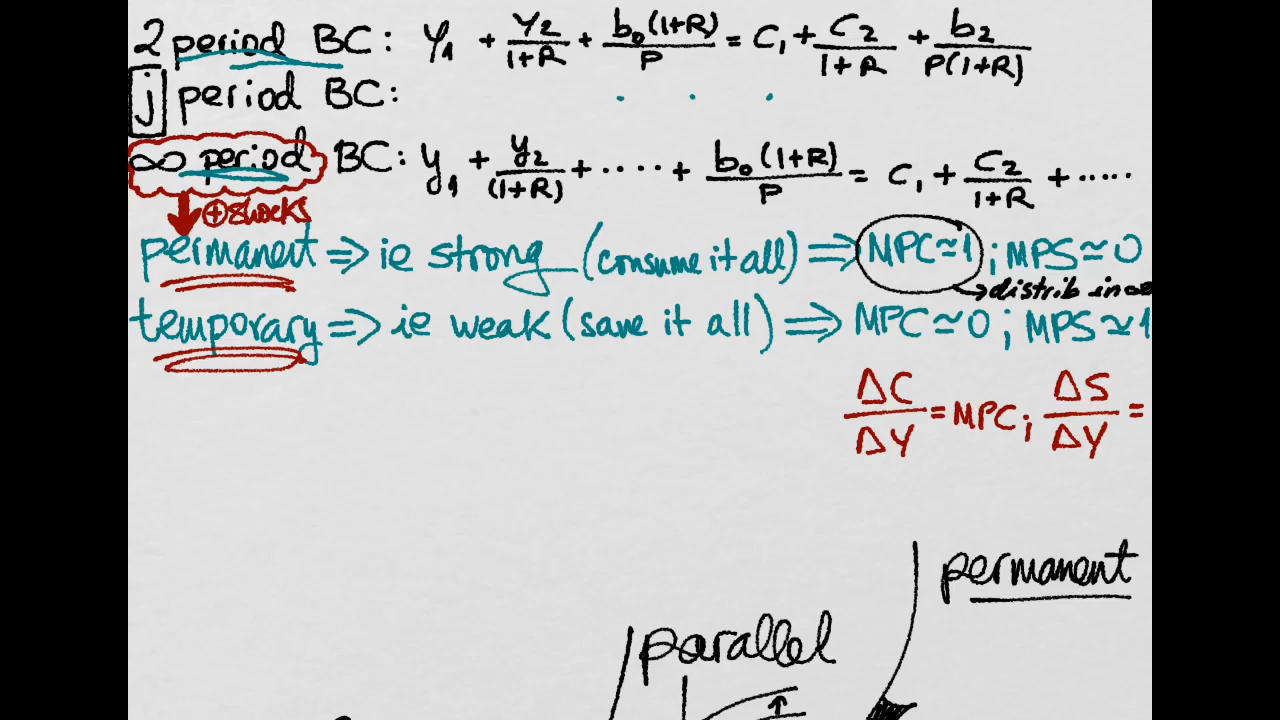 2 period BC: Y₁ + Y₂/(1+R) + b₀(1+R)/P = C₁ + C₂/(1+R) + b₂/(P(1+R))
j period BC: . . .
∞ period BC: y₁ + y₂/(1+R) + ..... + b₀(1+R)/P = C₁ + C₂/(1+R) + .....
⊕shocks
permanent => ie strong (consume it all) => MPC≃1 ; MPS≃0
→distrib in
temporary => ie weak (save it all) => MPC≃0 ; MPS≃1
ΔC/ΔY = MPC; ΔS/ΔY =
permanent
parallel